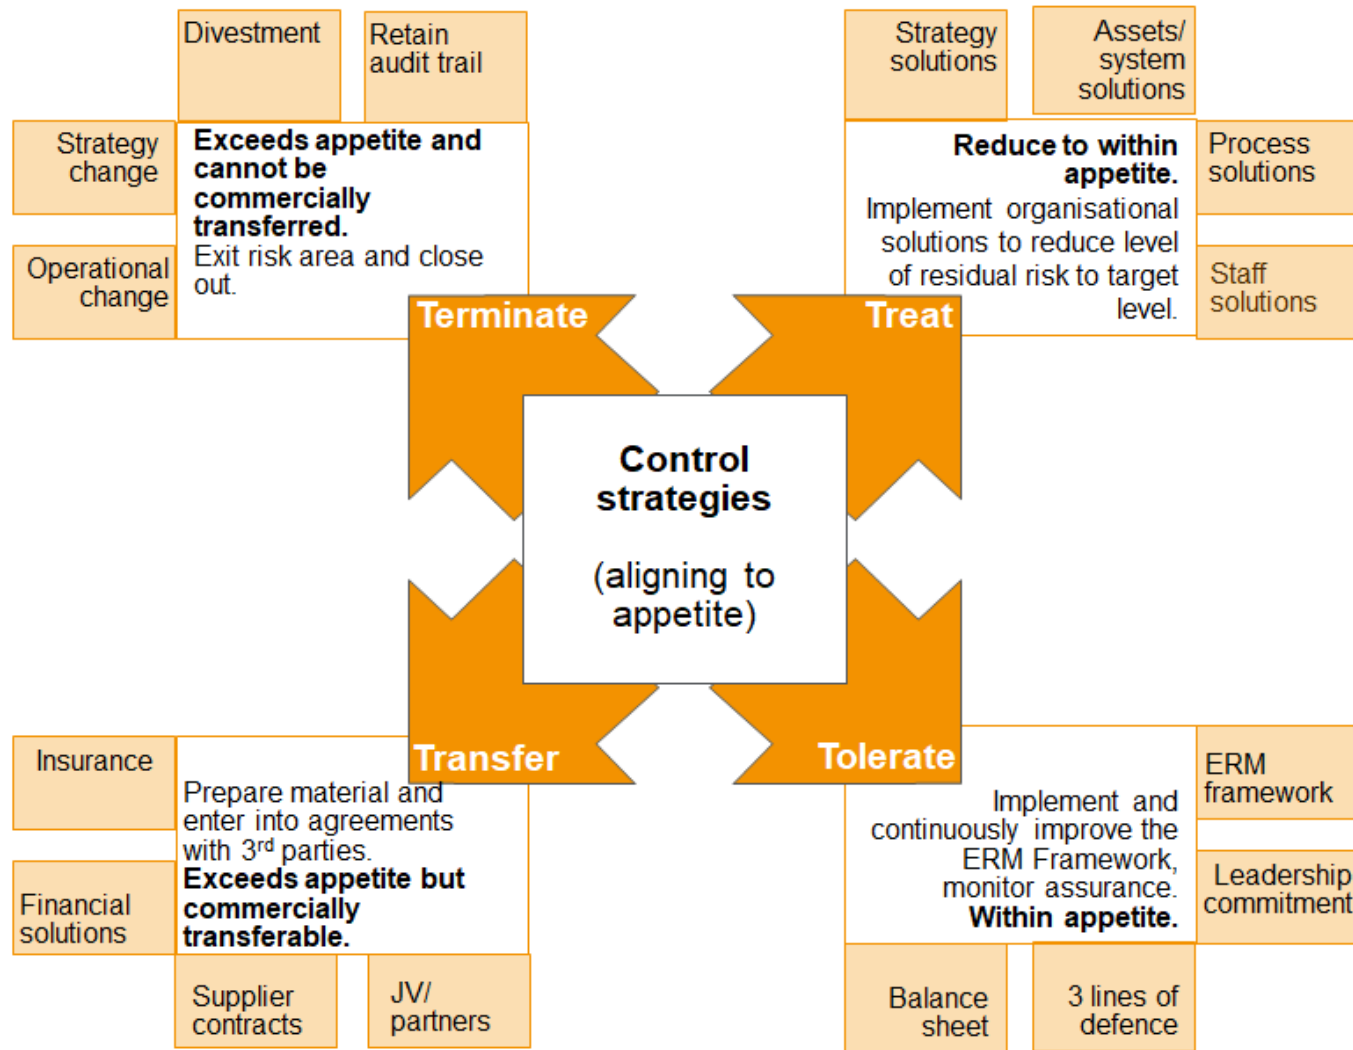 Divestment
Retain
audit trail
Strategy
change
Operational
change
Exceeds appetite and
cannot be
commercially
transferred.
Exit risk area and close
out.
Terminate
Strategy
solutions
Assets/
system
solutions
Reduce to within
appetite.
Implement organisational
solutions to reduce level
of residual risk to target
level.
Process
solutions
Staff
solutions
Treat
Control
strategies
(aligning to
appetite)
Transfer
Insurance
Financial
solutions
Prepare material and
enter into agreements
with 3rd parties.
Exceeds appetite but
commercially
transferable.
Supplier
contracts
JV/
partners
Tolerate
Implement and
continuously improve the
ERM Framework,
monitor assurance.
Within appetite.
ERM
framework
Leadership
commitment
Balance
sheet
3 lines of
defence